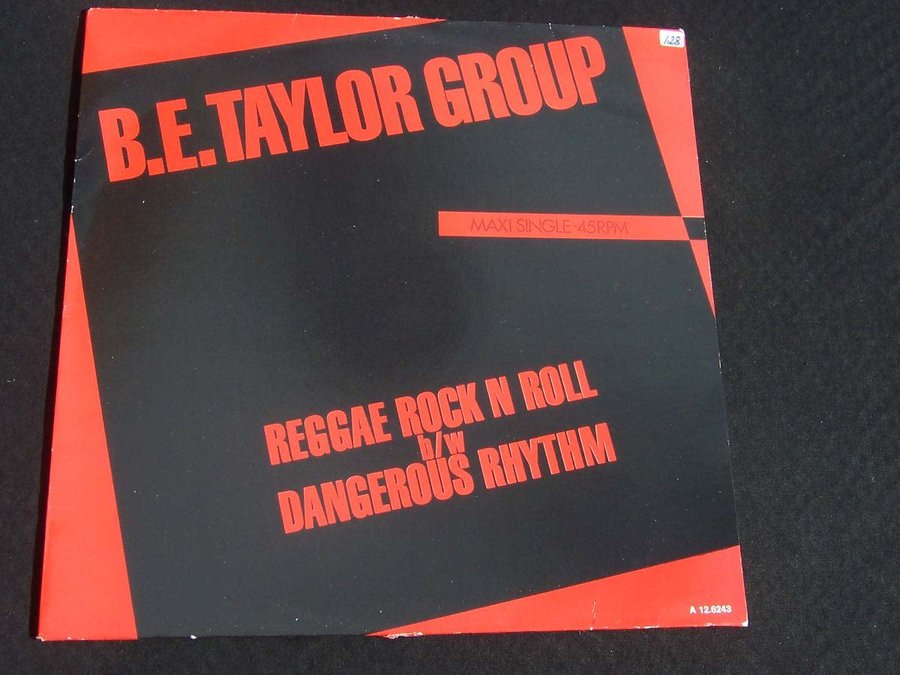 128
B.E. TAYLOR GROUP
MAXI SINGLE-45RPM
REGGAE ROCK N ROLL
b/w
DANGEROUS RHYTHM
A 12.6243